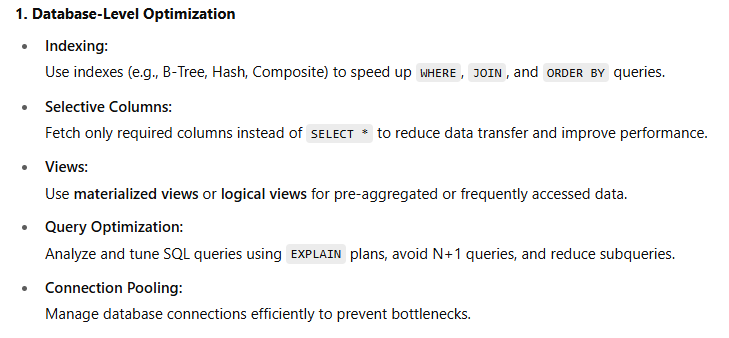 1. Database-Level Optimization
• Indexing:
Use indexes (e.g., B-Tree, Hash, Composite) to speed up WHERE, JOIN, and ORDER BY queries.
• Selective Columns:
Fetch only required columns instead of SELECT * to reduce data transfer and improve performance.
• Views:
Use materialized views or logical views for pre-aggregated or frequently accessed data.
• Query Optimization:
Analyze and tune SQL queries using EXPLAIN plans, avoid N+1 queries, and reduce subqueries.
• Connection Pooling:
Manage database connections efficiently to prevent bottlenecks.